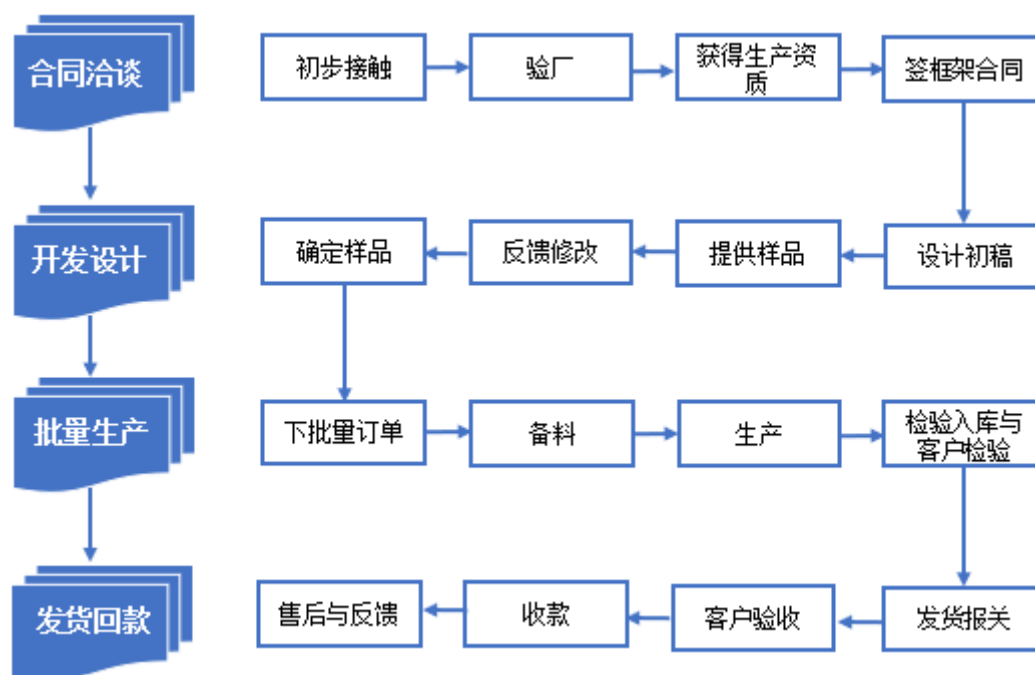 合同洽谈
初步接触
验厂
获得生产资
质
签框架合同
开发设计
确定样品
反馈修改
提供样品
设计初稿
批量生产
下批量订单
备料
生产
检验入库与
客户检验
发货回款
售后与反馈
收款
客户验收
发货报关